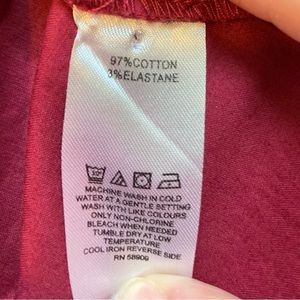 97%COTTON
3%ELASTANE
MACHINE WASH IN COLD
WATER AT A GENTLE SETTING
WASH WITH LIKE COLOURS
ONLY NON-CHLORINE
BLEACH WHEN NEEDED
TUMBLE DRY AT LOW
TEMPERATURE
COOL IRON REVERSE SIDE
RN 58909